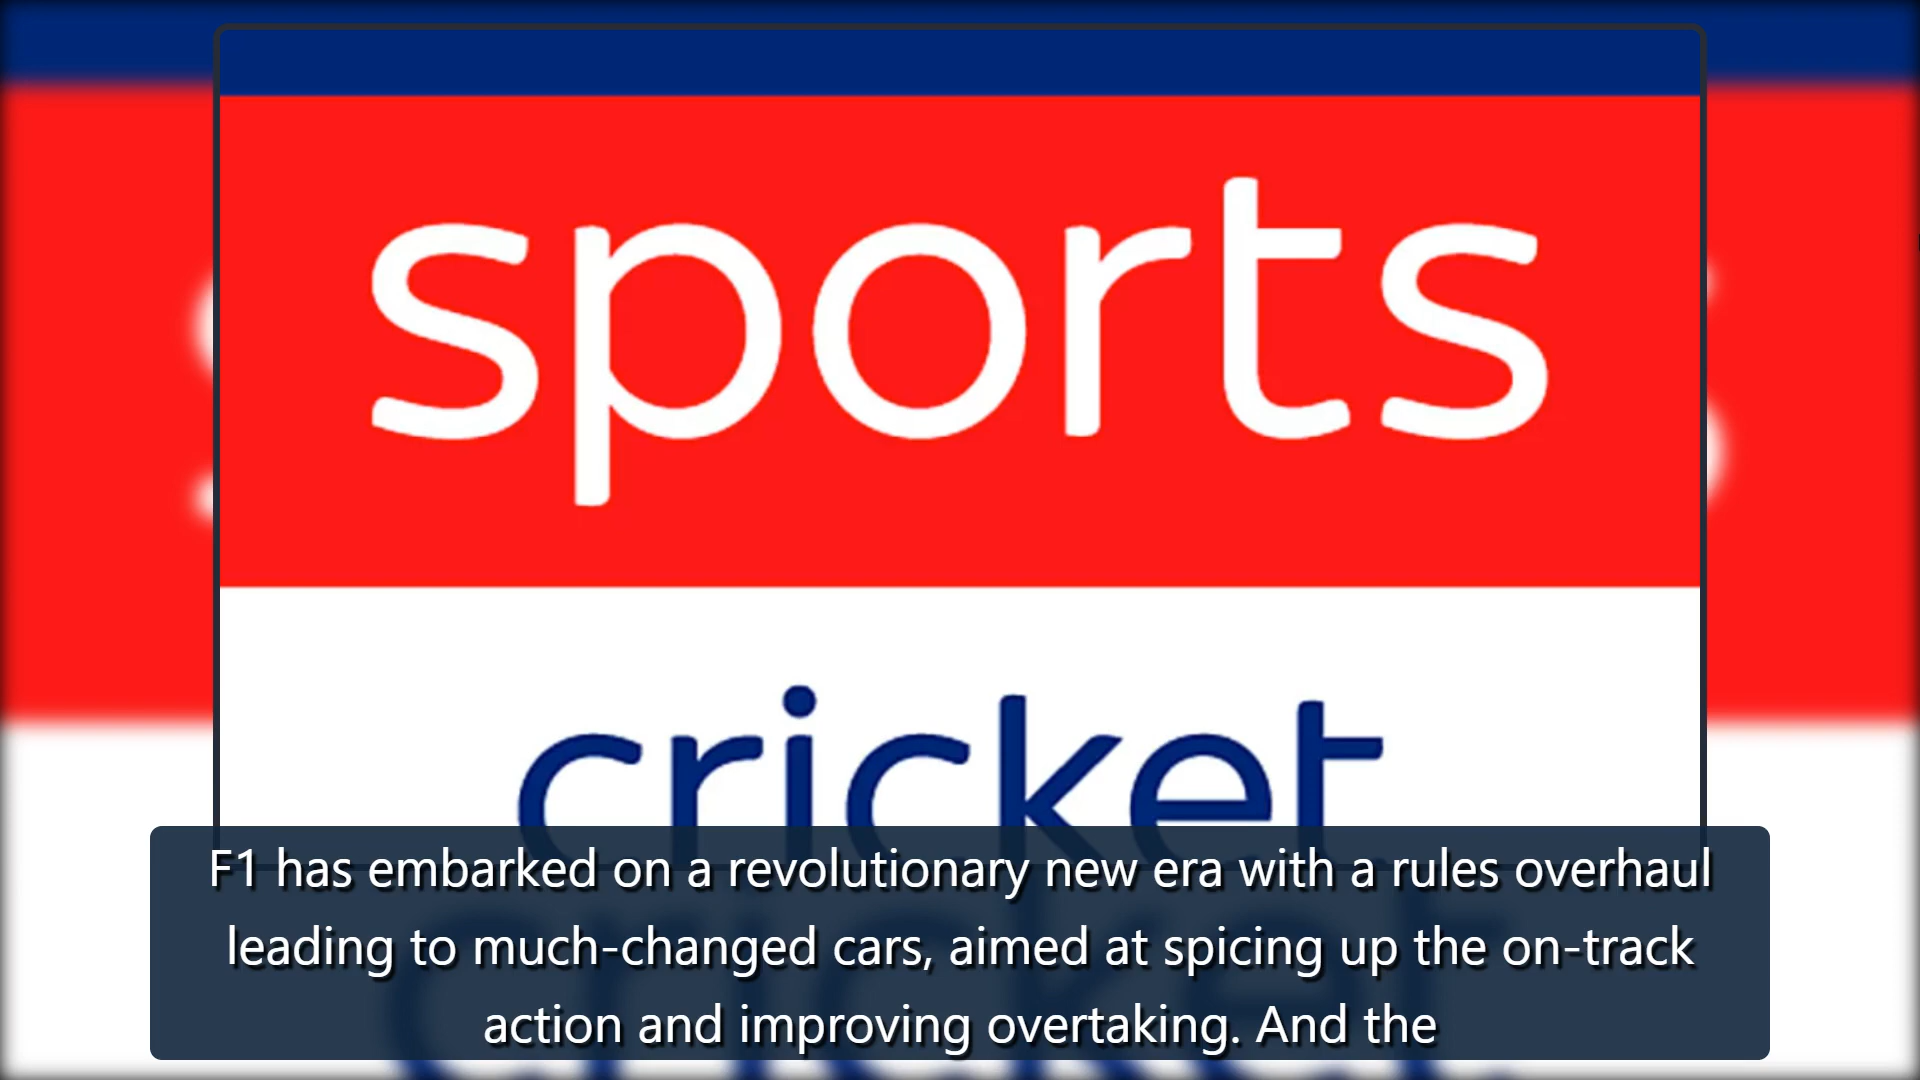 sports
cricket
F1 has embarked on a revolutionary new era with a rules overhaul
leading to much-changed cars, aimed at spicing up the on-track
action and improving overtaking. And the